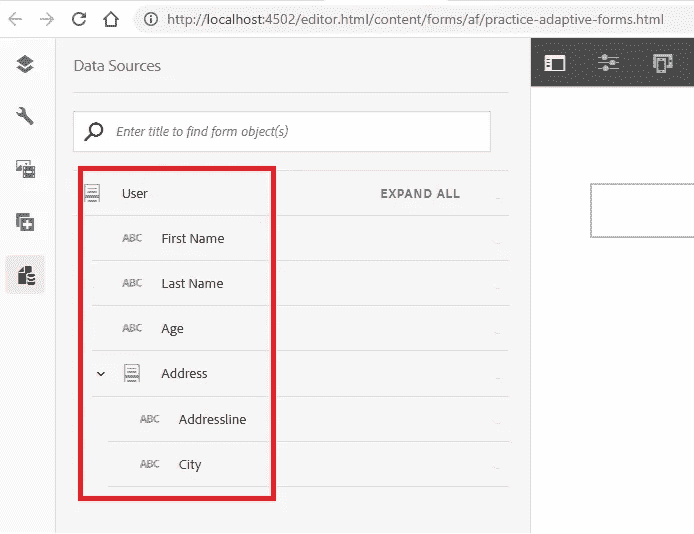 http://localhost:4502/editor.html/content/forms/af/practice-adaptive-forms.html
Data Sources
Enter title to find form object(s)
User EXPAND ALL
ABC First Name
ABC Last Name
ABC Age
Address
ABC Addressline
ABC City